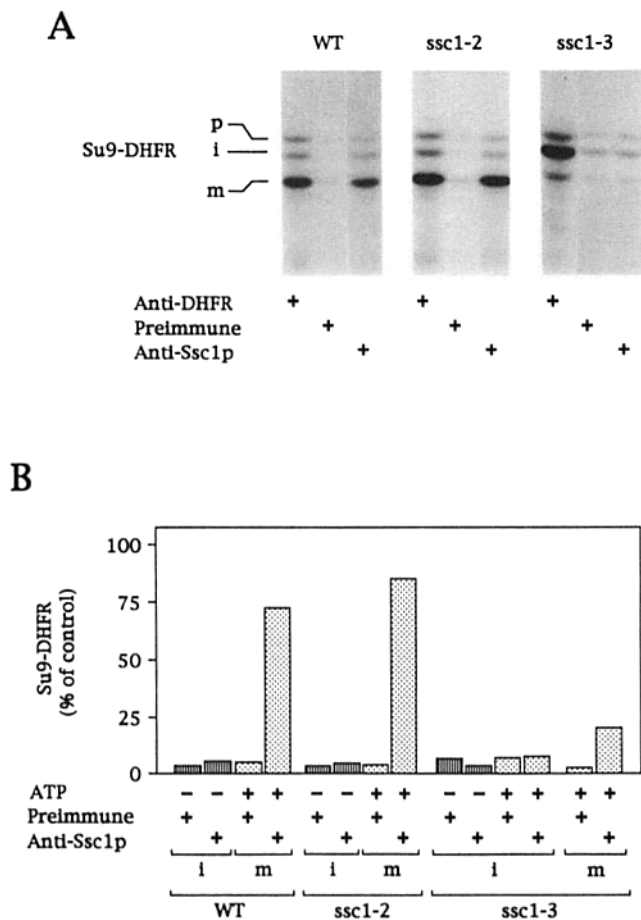 A
WT ssc1-2 ssc1-3
p
Su9-DHFR i
m
Anti-DHFR + + +
Preimmune + + +
Anti-Ssc1p + + +
B
100
75
50
25
0
Su9-DHFR
(% of control)
ATP − − + + − − + + − − + + + +
Preimmune + + + + + + +
Anti-Ssc1p + + + + + + +
i m i m i m
WT ssc1-2 ssc1-3